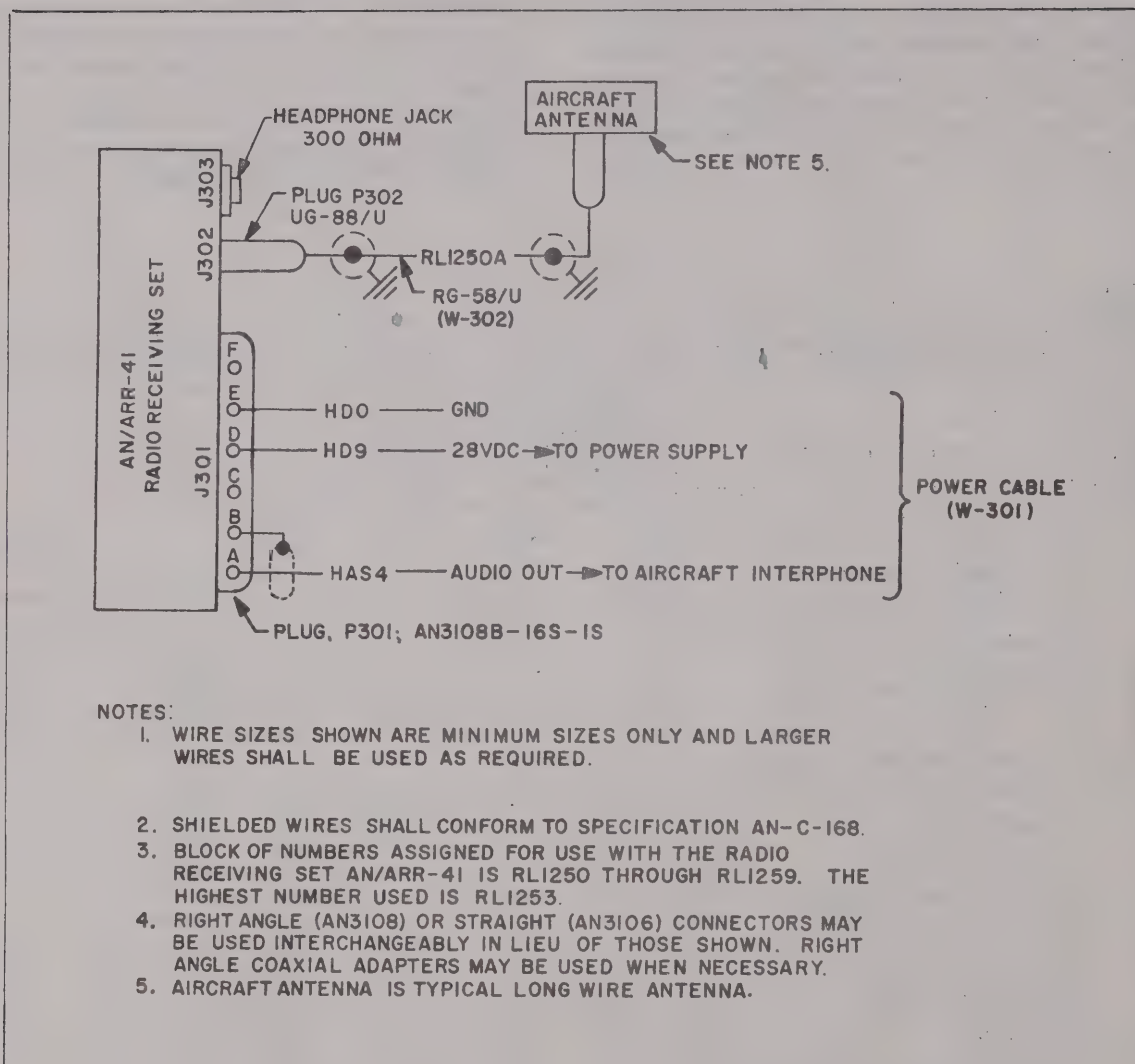 HEADPHONE JACK
300 OHM
AIRCRAFT
ANTENNA
SEE NOTE 5.
J303
PLUG P302
UG-88/U
J302
RL1250A
RG-58/U
(W-302)
AN/ARR-41
RADIO RECEIVING SET
J301
F
E
HD0
GND
D
HD9
28VDC
TO POWER SUPPLY
C
POWER CABLE
(W-301)
B
A
HAS4
AUDIO OUT
TO AIRCRAFT INTERPHONE
PLUG, P301; AN3108B-16S-1S
NOTES:
1. WIRE SIZES SHOWN ARE MINIMUM SIZES ONLY AND LARGER
WIRES SHALL BE USED AS REQUIRED.
2. SHIELDED WIRES SHALL CONFORM TO SPECIFICATION AN-C-168.
3. BLOCK OF NUMBERS ASSIGNED FOR USE WITH THE RADIO
RECEIVING SET AN/ARR-41 IS RL1250 THROUGH RL1259. THE
HIGHEST NUMBER USED IS RL1253.
4. RIGHT ANGLE (AN3108) OR STRAIGHT (AN3106) CONNECTORS MAY
BE USED INTERCHANGEABLY IN LIEU OF THOSE SHOWN. RIGHT
ANGLE COAXIAL ADAPTERS MAY BE USED WHEN NECESSARY.
5. AIRCRAFT ANTENNA IS TYPICAL LONG WIRE ANTENNA.